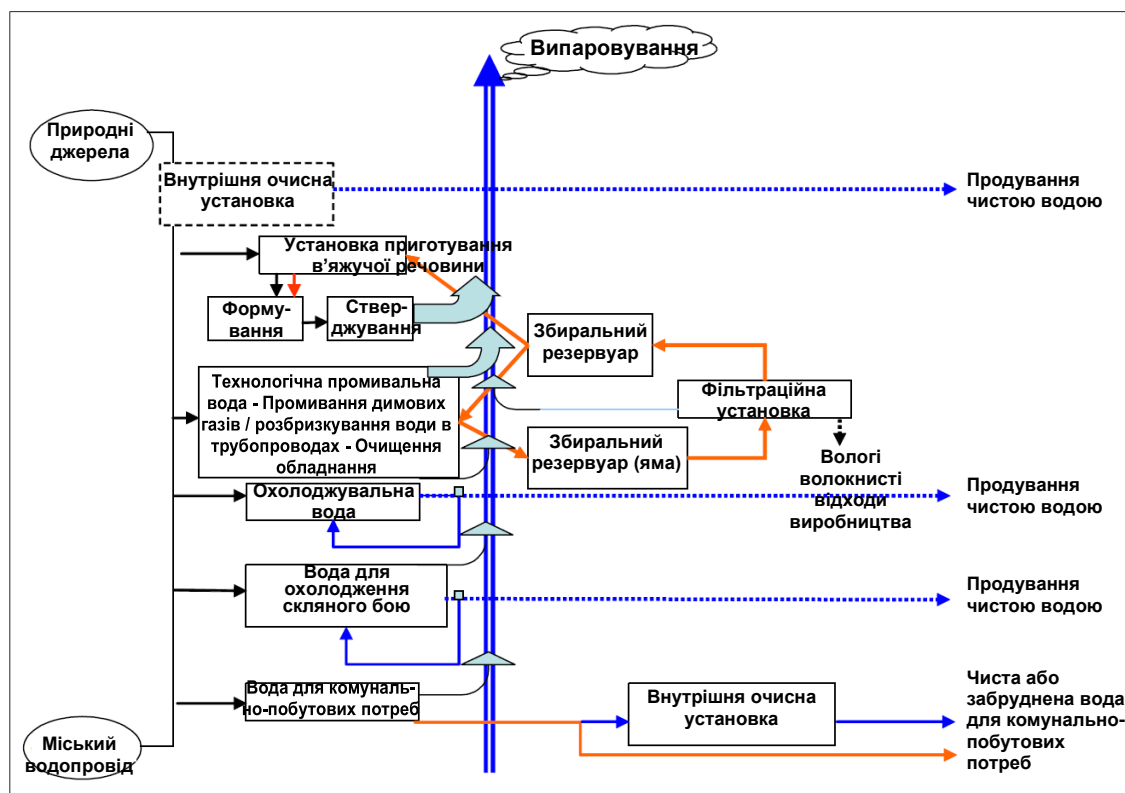 Випаровування
Природні
джерела
Внутрішня очисна
установка
Продування
чистою водою
Установка приготування
в’яжучої речовини
Форму-
вання
Ствер-
джування
Збиральний
резервуар
Технологічна промивальна
вода - Промивання димових
газів / розбризкування води в
трубопроводах - Очищення
обладнання
Фільтраційна
установка
Збиральний
резервуар (яма)
Вологі
волокнисті
відходи
виробництва
Охолоджувальна
вода
Продування
чистою водою
Вода для
охолодження
скляного бою
Продування
чистою водою
Вода для комуналь-
но-побутових потреб
Внутрішня очисна
установка
Чиста або
забруднена вода
для комунально-
побутових
потреб
Міський
водопровід